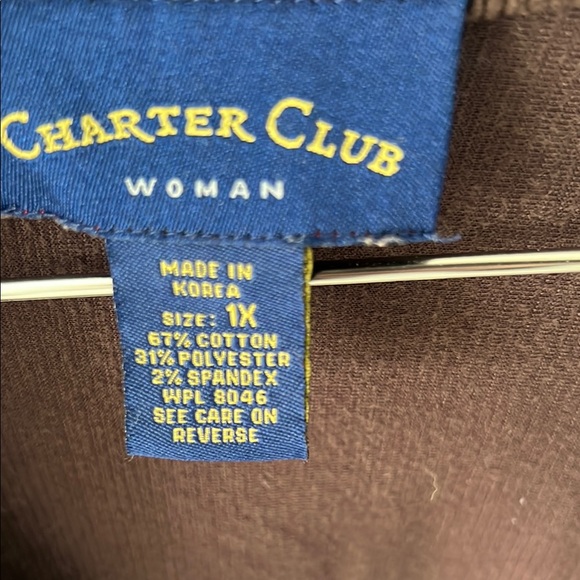 CHARTER CLUB
WOMAN
MADE IN
KOREA
SIZE: 1X
67% COTTON
31% POLYESTER
2% SPANDEX
WPL 8046
SEE CARE ON
REVERSE